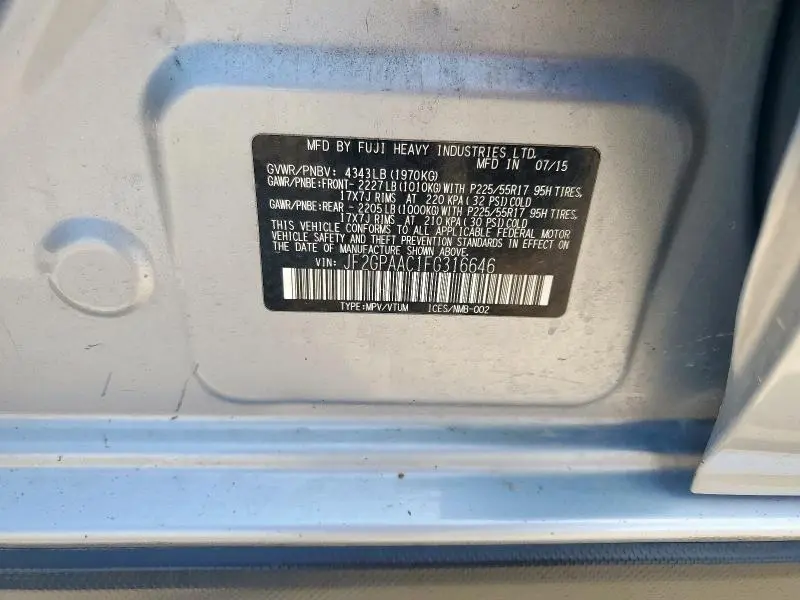 MFD BY FUJI HEAVY INDUSTRIES LTD.
MFD IN 07/15
GVWR/PNBV: 4343LB (1970KG)
GAWR/PNBE:FRONT- 2227LB(1010KG)WITH P225/55R17 95H TIRES,
17X7J RIMS AT 220 KPA( 32 PSI)COLD
GAWR/PNBE:REAR - 2205LB(1000KG)WITH P225/55R17 95H TIRES,
17X7J RIMS AT 210 KPA( 30 PSI)COLD
THIS VEHICLE CONFORMS TO ALL APPLICABLE FEDERAL MOTOR
VEHICLE SAFETY AND THEFT PREVENTION STANDARDS IN EFFECT ON
THE DATE OF MANUFACTURE SHOWN ABOVE.
VIN: JF2GPAAC1FG316646
TYPE:MPV/VTUM ICES/NMB-002